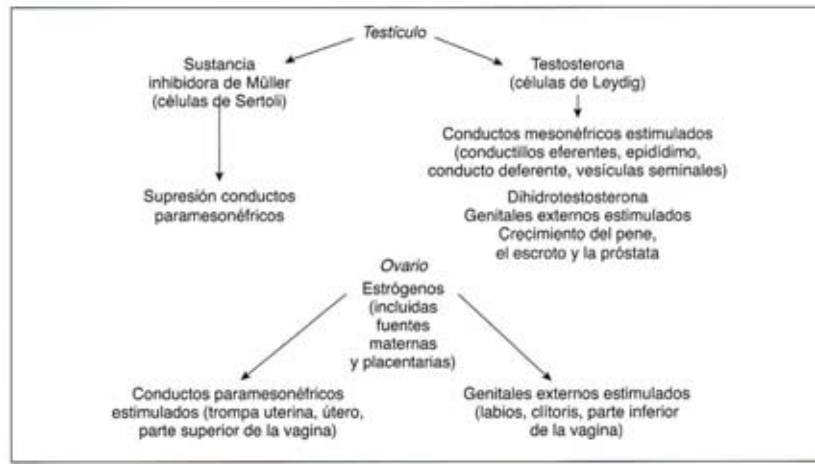 Testículo
Sustancia
inhibidora de Müller
(células de Sertoli)
Testosterona
(células de Leydig)
Supresión conductos
paramesonéfricos
Conductos mesonéfricos estimulados
(conductillos eferentes, epidídimo,
conducto deferente, vesículas seminales)
Dihidrotestosterona
Genitales externos estimulados
Crecimiento del pene,
el escroto y la próstata
Ovario
Estrógenos
(incluidas
fuentes
maternas
y placentarias)
Conductos paramesonéfricos
estimulados (trompa uterina, útero,
parte superior de la vagina)
Genitales externos estimulados
(labios, clítoris, parte inferior
de la vagina)